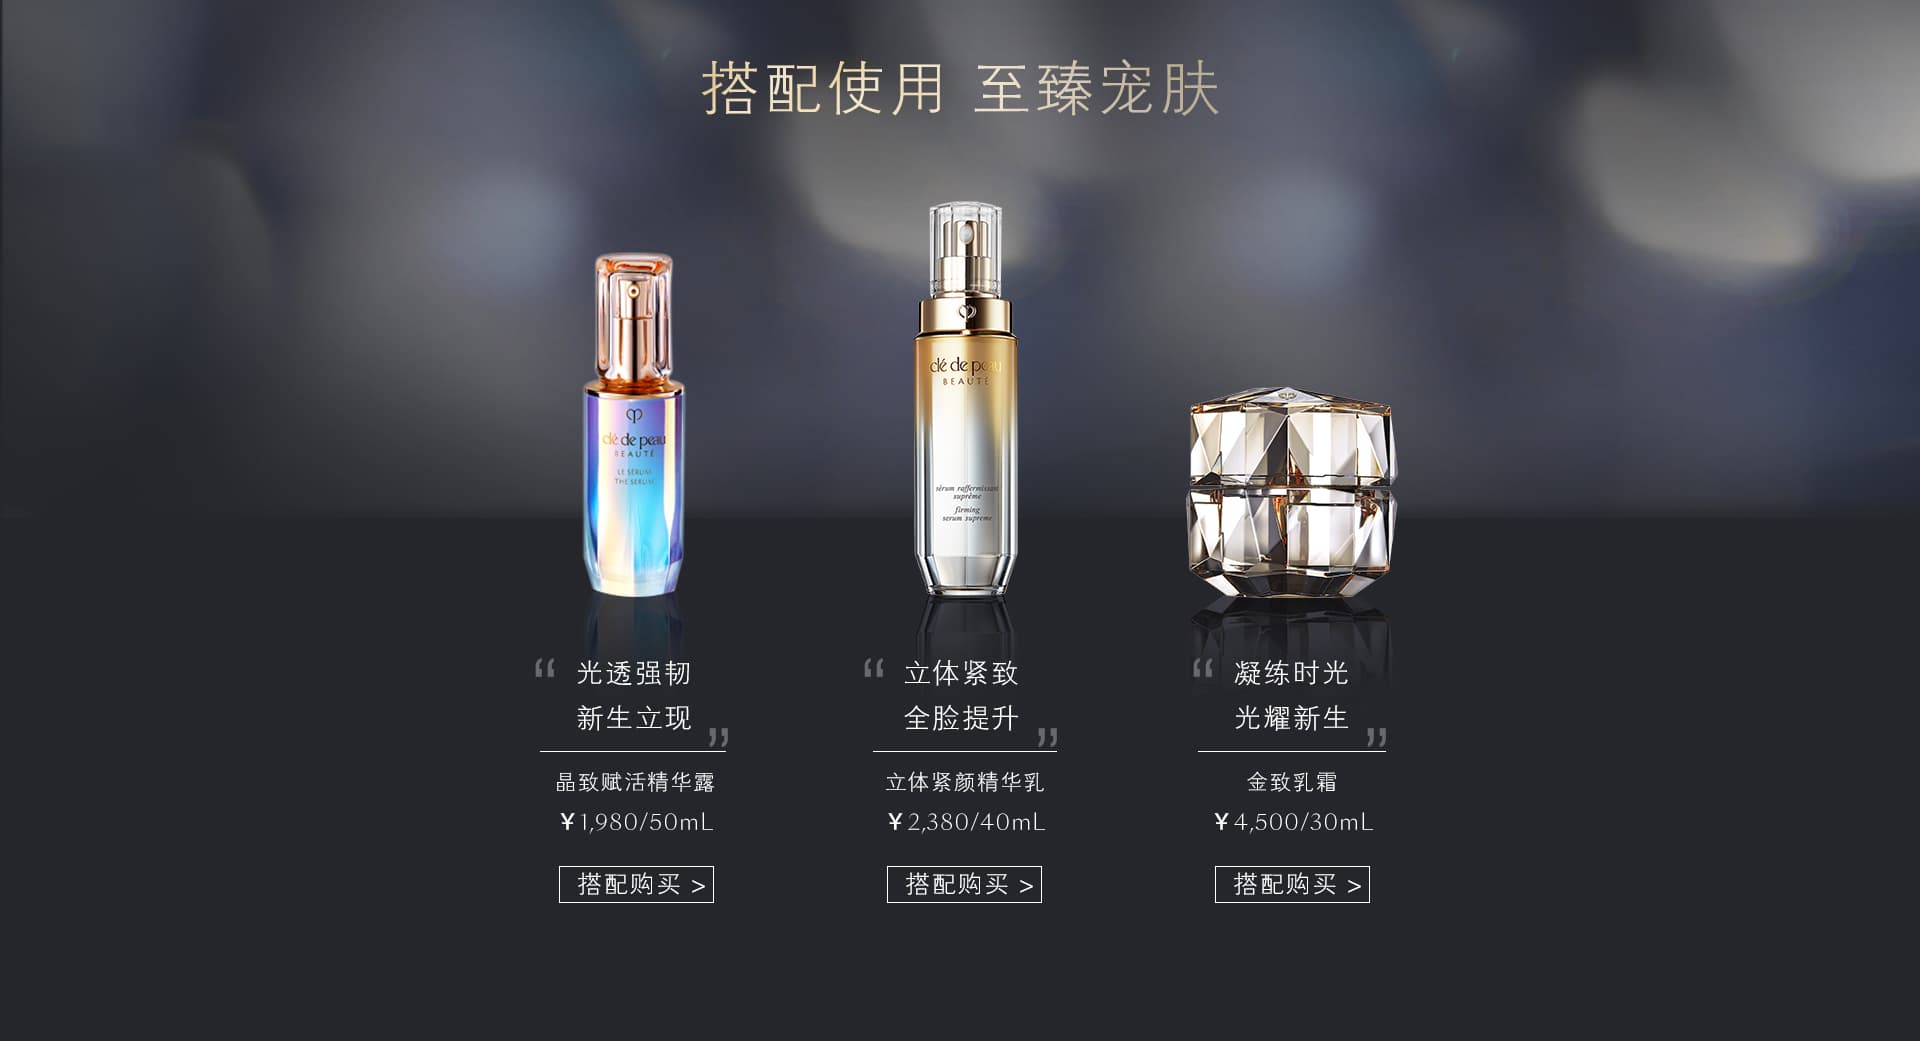 搭配使用 至臻宠肤
clé de peau
BEAUTÉ
LE SÉRUM
THE SERUM
clé de peau
BEAUTÉ
sérum raffermissant
suprême
firming
serum supreme
“ 光透强韧
新生立现 ”
晶致赋活精华露
¥1,980/50mL
搭配购买 >
“ 立体紧致
全脸提升 ”
立体紧颜精华乳
¥2,380/40mL
搭配购买 >
“ 凝练时光
光耀新生 ”
金致乳霜
¥4,500/30mL
搭配购买 >